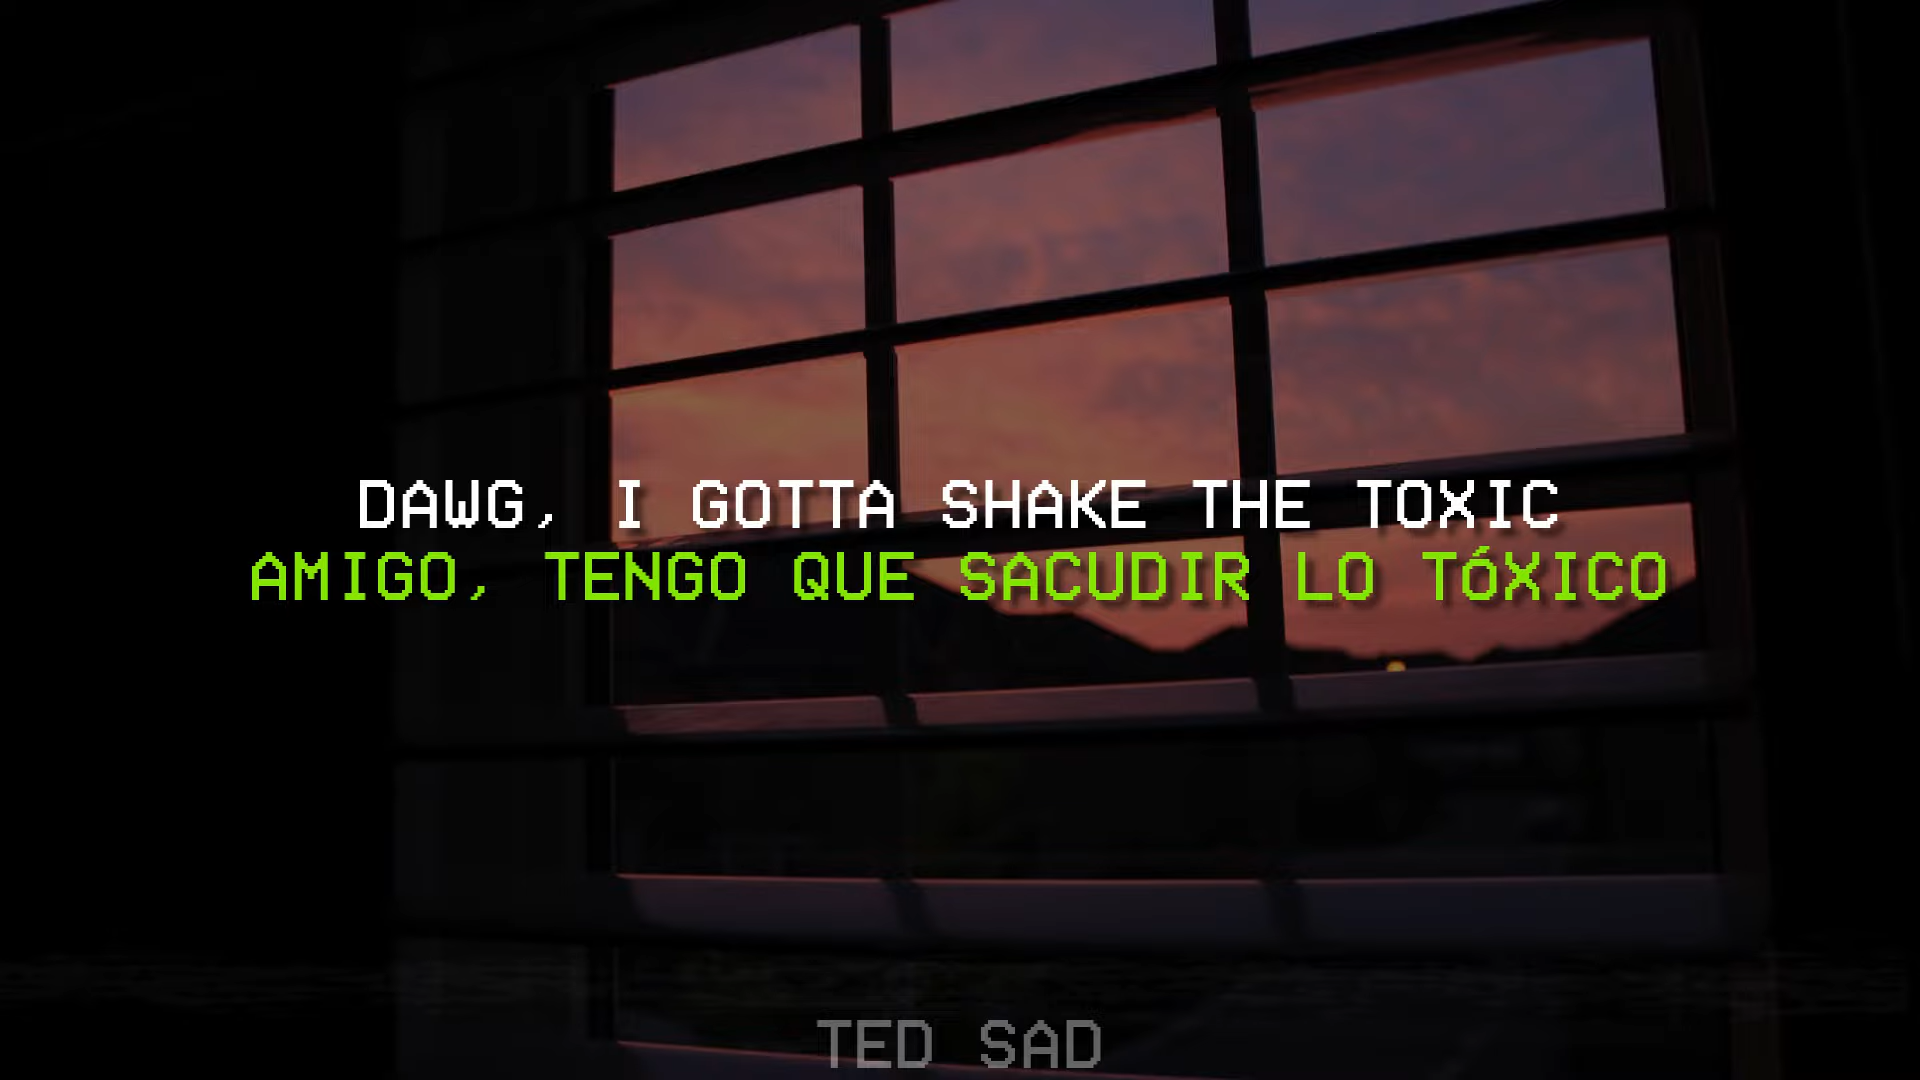 DAWG, I GOTTA SHAKE THE TOXIC
AMIGO, TENGO QUE SACUDIR LO TÓXICO
TED SAD